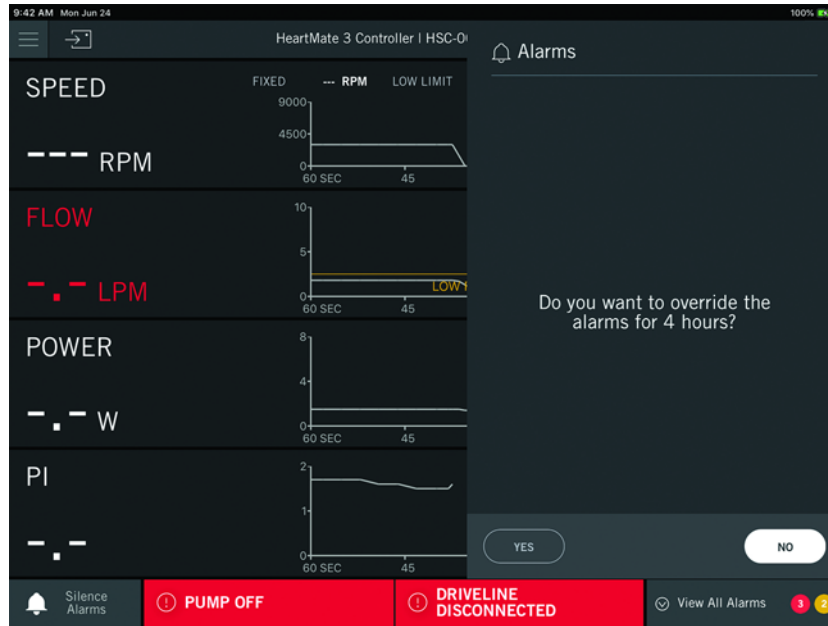 9:42 AM Mon Jun 24
100%
HeartMate 3 Controller | HSC-0
Alarms
SPEED
FIXED --- RPM LOW LIMIT
9000
4500
0
60 SEC 45
--- RPM
FLOW
10
5
0
LOW
60 SEC 45
-.- LPM
POWER
8
4
0
60 SEC 45
-.- W
PI
2
1
0
60 SEC 45
-.-
Do you want to override the
alarms for 4 hours?
YES
NO
Silence
Alarms
PUMP OFF
DRIVELINE
DISCONNECTED
View All Alarms
3
2